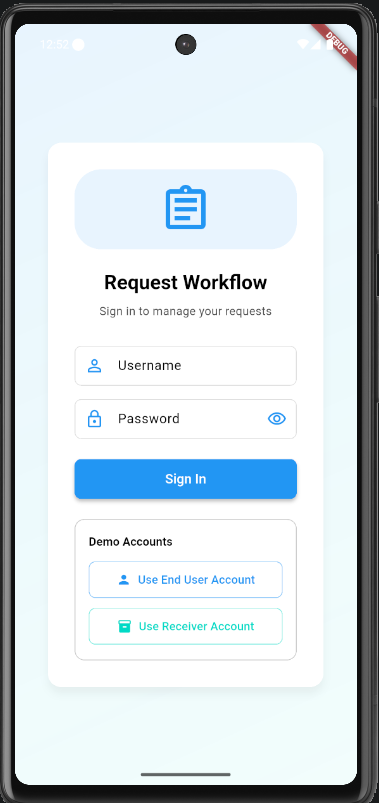 12:52
DEBUG
Request Workflow
Sign in to manage your requests
Username
Password
Sign In
Demo Accounts
Use End User Account
Use Receiver Account